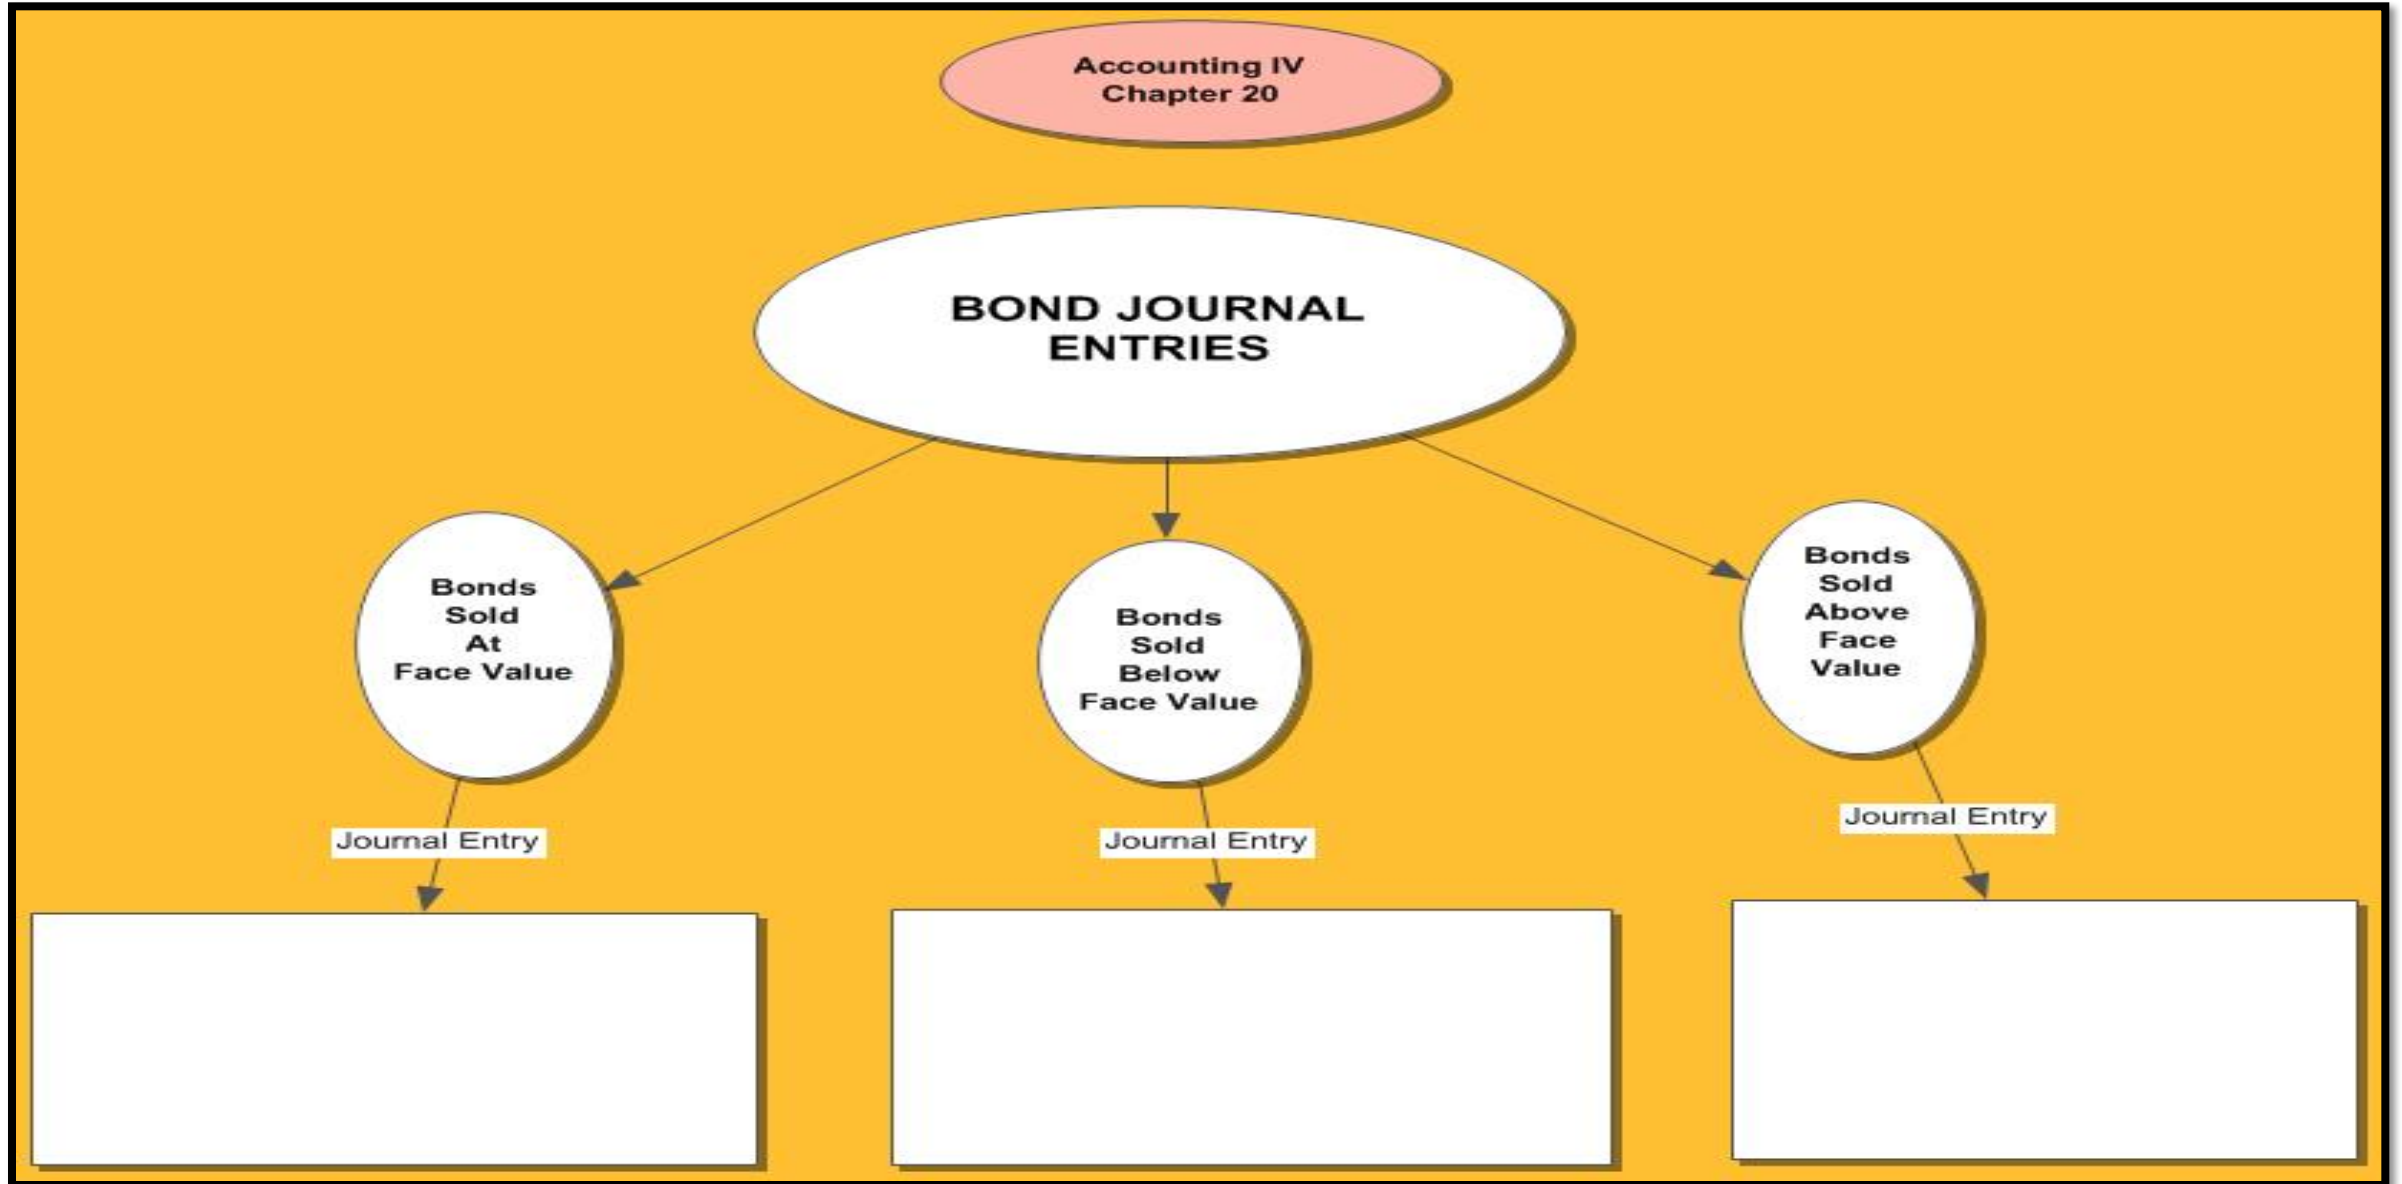 Accounting IV
Chapter 20
BOND JOURNAL
ENTRIES
Bonds
Sold
At
Face Value
Bonds
Sold
Below
Face Value
Bonds
Sold
Above
Face
Value
Journal Entry
Journal Entry
Journal Entry